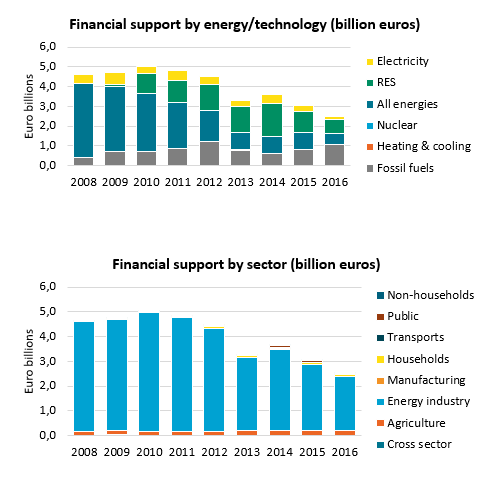 Financial support by energy/technology (billion euros)
6,0
5,0
4,0
3,0
2,0
1,0
0,0
Euro billions
2008 2009 2010 2011 2012 2013 2014 2015 2016
Electricity
RES
All energies
Nuclear
Heating & cooling
Fossil fuels
Financial support by sector (billion euros)
6,0
5,0
4,0
3,0
2,0
1,0
0,0
Euro billions
2008 2009 2010 2011 2012 2013 2014 2015 2016
Non-households
Public
Transports
Households
Manufacturing
Energy industry
Agriculture
Cross sector